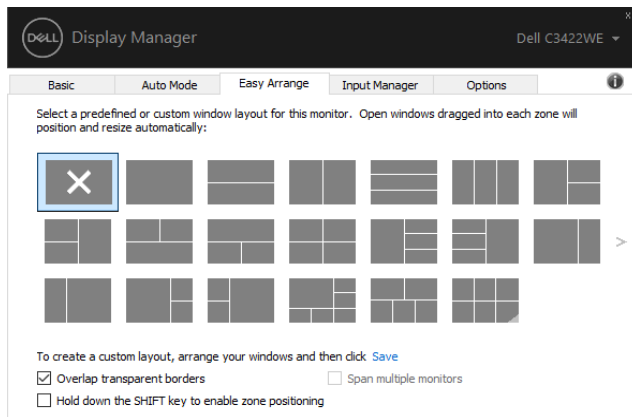 DELL Display Manager Dell C3422WE
Basic Auto Mode Easy Arrange Input Manager Options
Select a predefined or custom window layout for this monitor. Open windows dragged into each zone will
position and resize automatically:
To create a custom layout, arrange your windows and then click Save
Overlap transparent borders Span multiple monitors
Hold down the SHIFT key to enable zone positioning